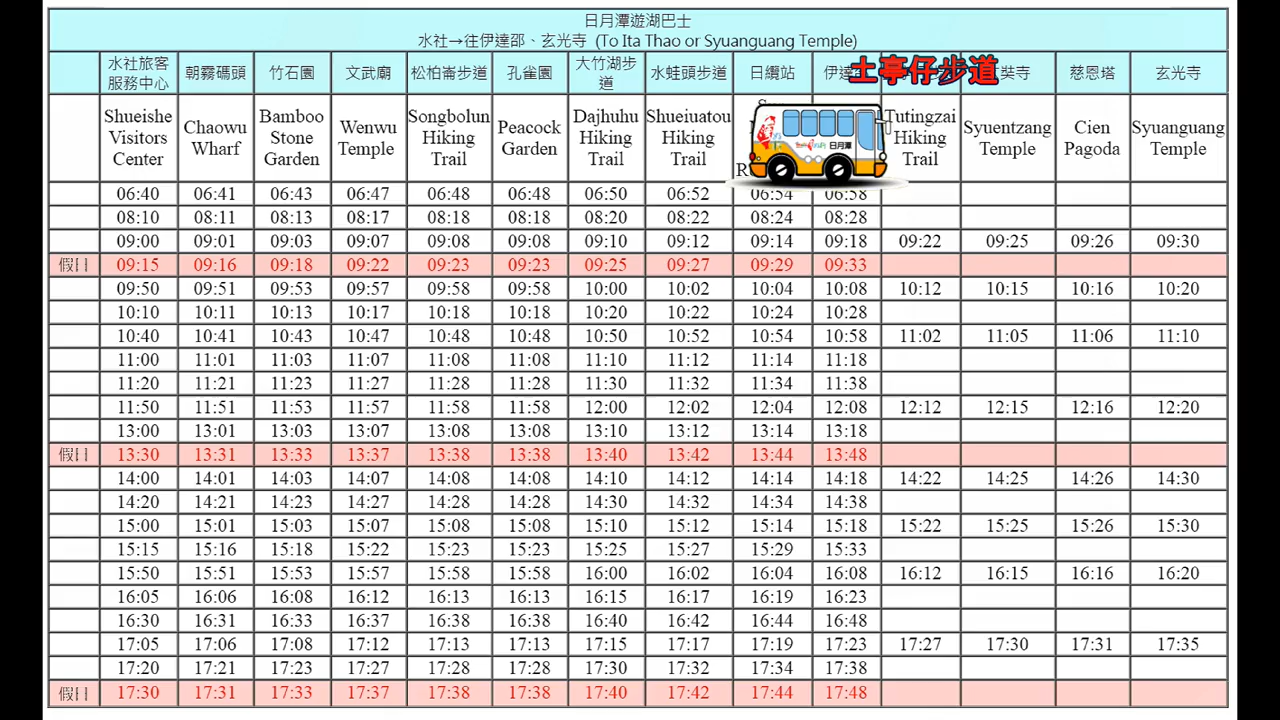 日月潭遊湖巴士
水社→往伊達邵、玄光寺 (To Ita Thao or Syuanguang Temple)
水社旅客服務中心 朝霧碼頭 竹石園 文武廟 松柏崙步道 孔雀園 大竹湖步道 水蛙頭步道 日纜站 土亭仔步道 慈恩塔 玄光寺
Shueishe Visitors Center Chaowu Wharf Bamboo Stone Garden Wenwu Temple Songbolun Hiking Trail Peacock Garden Dajhuhu Hiking Trail Shueiuatou Hiking Trail Tutingzai Hiking Trail Syuentzang Temple Cien Pagoda Syuanguang Temple
日月潭
06:40 06:41 06:43 06:47 06:48 06:48 06:50 06:52 06:54 06:58
08:10 08:11 08:13 08:17 08:18 08:18 08:20 08:22 08:24 08:28
09:00 09:01 09:03 09:07 09:08 09:08 09:10 09:12 09:14 09:18 09:22 09:25 09:26 09:30
假日 09:15 09:16 09:18 09:22 09:23 09:23 09:25 09:27 09:29 09:33
09:50 09:51 09:53 09:57 09:58 09:58 10:00 10:02 10:04 10:08 10:12 10:15 10:16 10:20
10:10 10:11 10:13 10:17 10:18 10:18 10:20 10:22 10:24 10:28
10:40 10:41 10:43 10:47 10:48 10:48 10:50 10:52 10:54 10:58 11:02 11:05 11:06 11:10
11:00 11:01 11:03 11:07 11:08 11:08 11:10 11:12 11:14 11:18
11:20 11:21 11:23 11:27 11:28 11:28 11:30 11:32 11:34 11:38
11:50 11:51 11:53 11:57 11:58 11:58 12:00 12:02 12:04 12:08 12:12 12:15 12:16 12:20
13:00 13:01 13:03 13:07 13:08 13:08 13:10 13:12 13:14 13:18
假日 13:30 13:31 13:33 13:37 13:38 13:38 13:40 13:42 13:44 13:48
14:00 14:01 14:03 14:07 14:08 14:08 14:10 14:12 14:14 14:18 14:22 14:25 14:26 14:30
14:20 14:21 14:23 14:27 14:28 14:28 14:30 14:32 14:34 14:38
15:00 15:01 15:03 15:07 15:08 15:08 15:10 15:12 15:14 15:18 15:22 15:25 15:26 15:30
15:15 15:16 15:18 15:22 15:23 15:23 15:25 15:27 15:29 15:33
15:50 15:51 15:53 15:57 15:58 15:58 16:00 16:02 16:04 16:08 16:12 16:15 16:16 16:20
16:05 16:06 16:08 16:12 16:13 16:13 16:15 16:17 16:19 16:23
16:30 16:31 16:33 16:37 16:38 16:38 16:40 16:42 16:44 16:48
17:05 17:06 17:08 17:12 17:13 17:13 17:15 17:17 17:19 17:23 17:27 17:30 17:31 17:35
17:20 17:21 17:23 17:27 17:28 17:28 17:30 17:32 17:34 17:38
假日 17:30 17:31 17:33 17:37 17:38 17:38 17:40 17:42 17:44 17:48